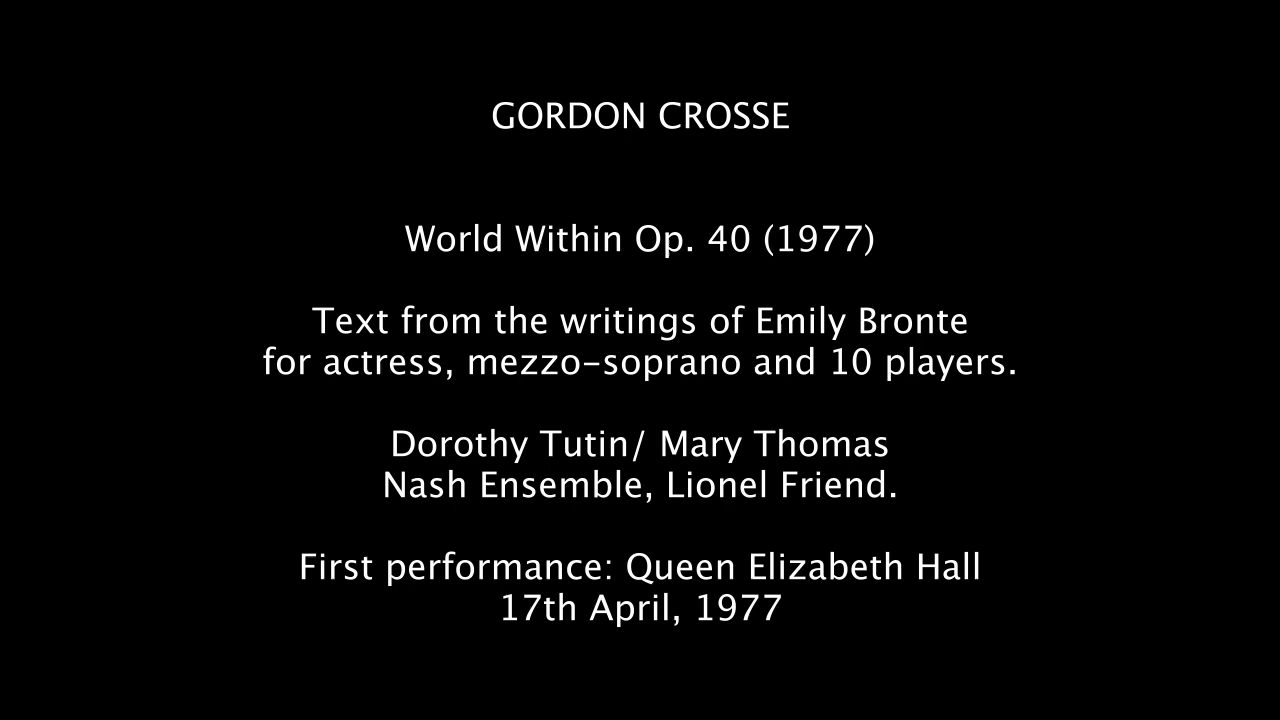 GORDON CROSSE
World Within Op. 40 (1977)
Text from the writings of Emily Bronte
for actress, mezzo-soprano and 10 players.
Dorothy Tutin/ Mary Thomas
Nash Ensemble, Lionel Friend.
First performance: Queen Elizabeth Hall
17th April, 1977